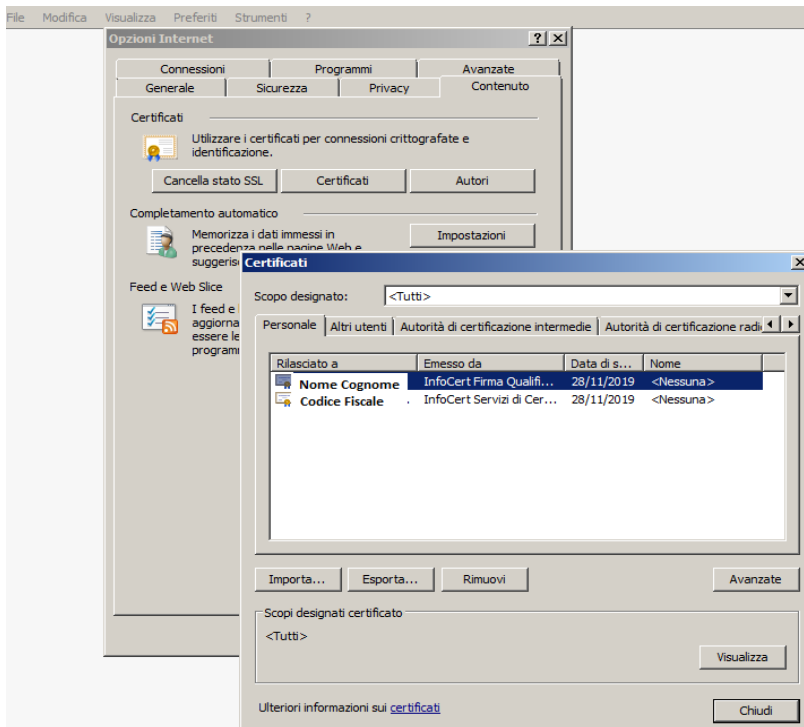 File Modifica Visualizza Preferiti Strumenti ?
Opzioni Internet
Connessioni Programmi Avanzate
Generale Sicurezza Privacy Contenuto
Certificati
Utilizzare i certificati per connessioni crittografate e
identificazione.
Cancella stato SSL Certificati Autori
Completamento automatico
Memorizza i dati immessi in
precedenza nelle pagine Web e
Impostazioni
Feed e Web Slice
I feed e
Certificati
Scopo designato: <Tutti>
Personale Altri utenti Autorità di certificazione intermedie Autorità di certificazione
Rilasciato a Emesso da Data di s... Nome
Nome Cognome InfoCert Firma Qualifi... 28/11/2019 <Nessuna>
Codice Fiscale . InfoCert Servizi di Cer... 28/11/2019 <Nessuna>
Importa... Esporta... Rimuovi Avanzate
Scopi designati certificato
<Tutti>
Visualizza
Ulteriori informazioni sui certificati
Chiudi